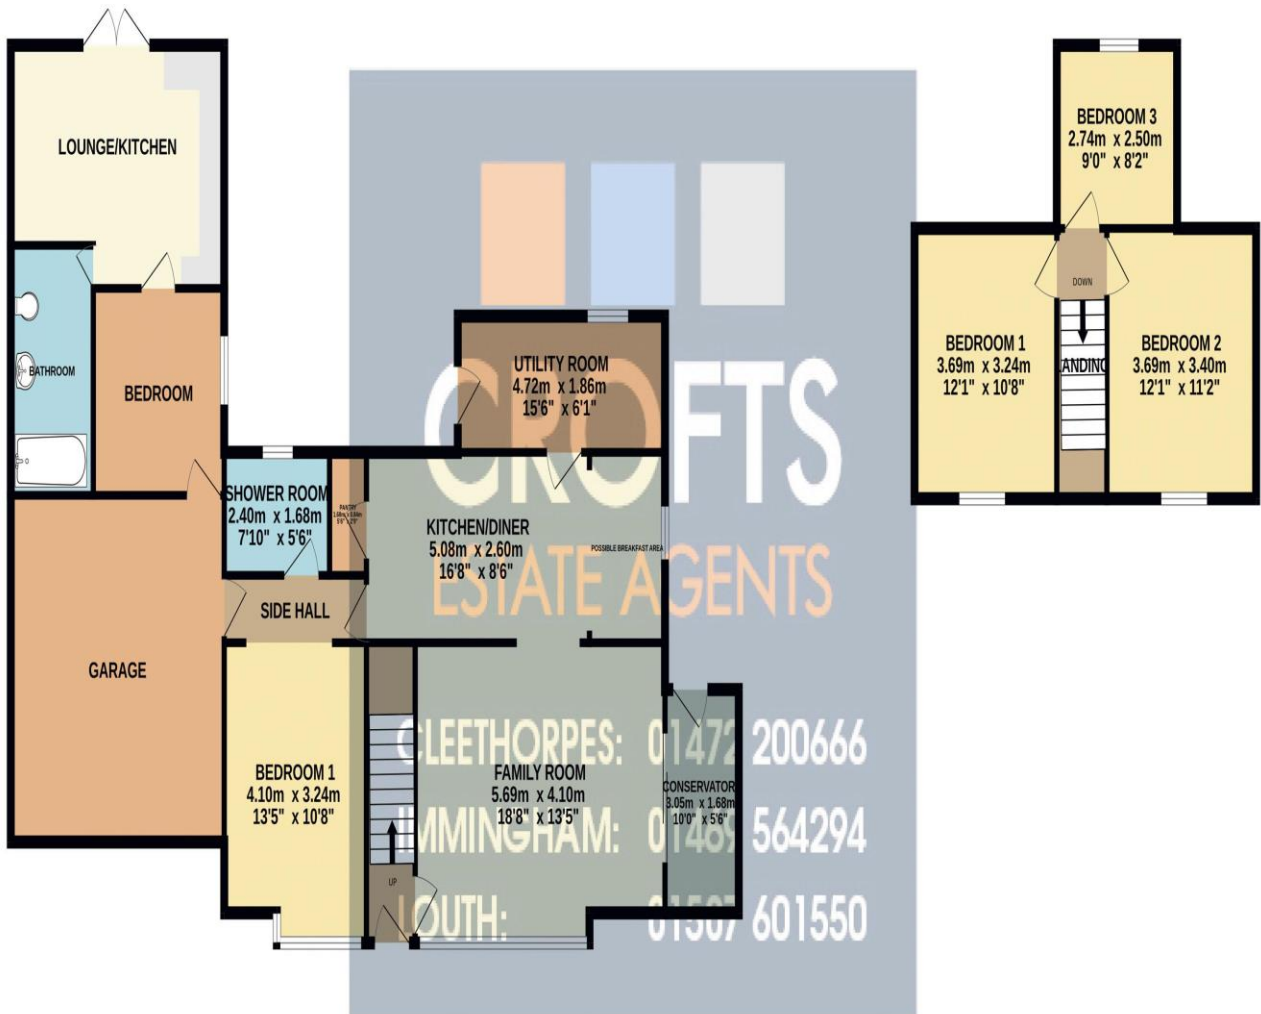 LOUNGE/KITCHEN
BATHROOM
BEDROOM
GARAGE
SHOWER ROOM
2.40m x 1.68m
7'10" x 5'6"
PANTRY
SIDE HALL
BEDROOM 1
4.10m x 3.24m
13'5" x 10'8"
UTILITY ROOM
4.72m x 1.86m
15'6" x 6'1"
KITCHEN/DINER
5.08m x 2.60m
16'8" x 8'6"
POSSIBLE BREAKFAST AREA
FAMILY ROOM
5.69m x 4.10m
18'8" x 13'5"
UP
CONSERVATOR
3.05m x 1.68m
10'0" x 5'6"
CROFTS
ESTATE AGENTS
CLEETHORPES: 01472 200666
IMMINGHAM: 01469 564294
LOUTH: 01507 601550
BEDROOM 3
2.74m x 2.50m
9'0" x 8'2"
DOWN
LANDING
BEDROOM 1
3.69m x 3.24m
12'1" x 10'8"
BEDROOM 2
3.69m x 3.40m
12'1" x 11'2"